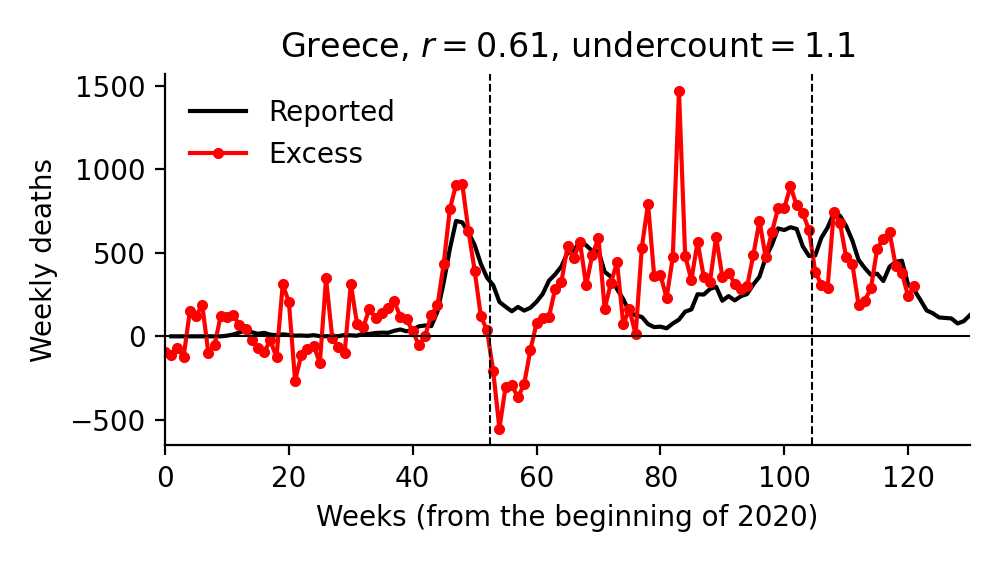 Greece, r = 0.61, undercount = 1.1
Weekly deaths
1500
1000
500
0
−500
Reported
Excess
0 20 40 60 80 100 120
Weeks (from the beginning of 2020)